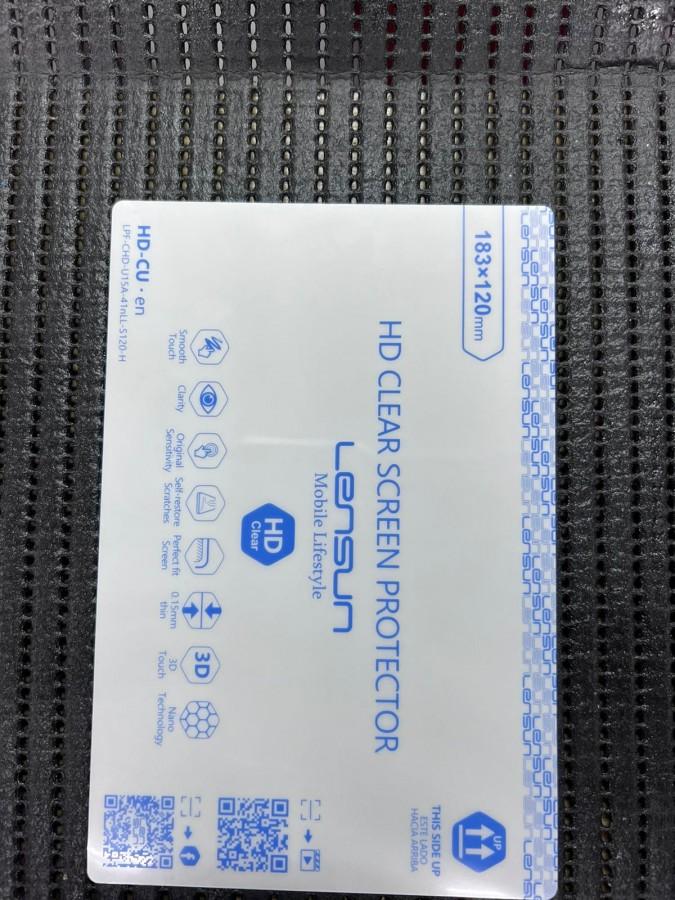 183×120mm
HD CLEAR SCREEN PROTECTOR
Lensun
Mobile Lifestyle
HD
Clear
Smooth
Touch
Clarity
Original
Sensitivity
Self-restore
Scratches
Perfect fit
Screen
0.15mm
thin
3D
3D
Touch
Nano
Technology
HD-CU · en
LPF-CHD-U15A-41nLL-S120-H
UP
THIS SIDE UP
ESTE LADO
HACIA ARRIBA